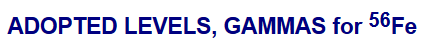 ADOPTED LEVELS, GAMMAS for ⁵⁶Fe